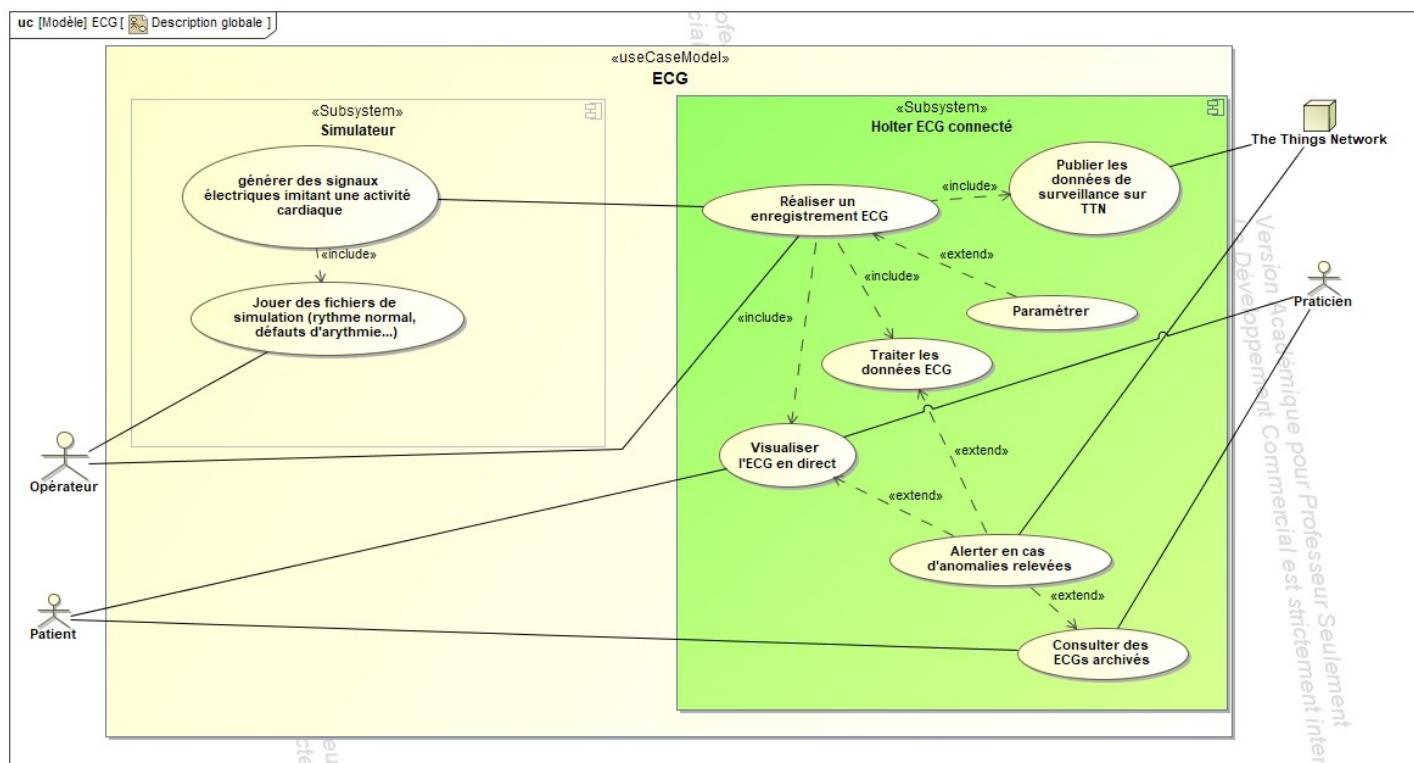 uc [Modèle] ECG [ Description globale ]
«useCaseModel»
ECG
«Subsystem»
Simulateur
générer des signaux
électriques imitant une activité
cardiaque
«include»
Jouer des fichiers de
simulation (rythme normal,
défauts d'arythmie...)
«Subsystem»
Holter ECG connecté
Réaliser un
enregistrement ECG
«include»
Publier les
données de
surveillance sur
TTN
«extend»
«include»
«include»
Paramétrer
Traiter les
données ECG
Visualiser
l'ECG en direct
«extend»
«extend»
Alerter en cas
d'anomalies relevées
«extend»
Consulter des
ECGs archivés
The Things Network
Praticien
Opérateur
Patient
Version Académique pour Professeur Seulement
Développement Commercial est strictement inter